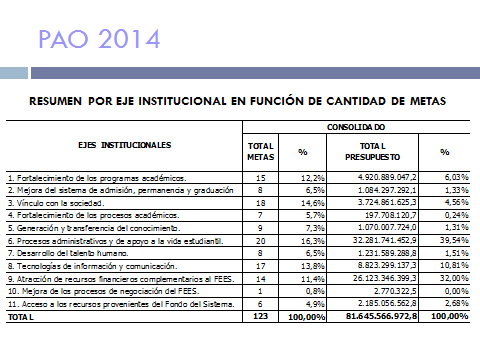 PAO 2014
RESUMEN POR EJE INSTITUCIONAL EN FUNCIÓN DE CANTIDAD DE METAS
EJES INSTITUCIONALES CONSOLIDADO
TOTAL METAS % TOTAL PRESUPUESTO %
1. Fortalecimiento de los programas académicos. 15 12,2% 4.920.889.047,2 6,03%
2. Mejora del sistema de admisión, permanencia y graduación 8 6,5% 1.084.297.292,1 1,33%
3. Vínculo con la sociedad. 18 14,6% 3.724.861.625,3 4,56%
4. Fortalecimiento de los procesos académicos. 7 5,7% 197.708.120,7 0,24%
5. Generación y transferencia del conocimiento. 9 7,3% 1.070.007.724,0 1,31%
6. Procesos administrativos y de apoyo a la vida estudiantil. 20 16,3% 32.281.741.452,9 39,54%
7. Desarrollo del talento humano. 8 6,5% 1.231.589.288,8 1,51%
8. Tecnologías de información y comunicación. 17 13,8% 8.823.299.137,3 10,81%
9. Atracción de recursos financieros complementarios al FEES. 14 11,4% 26.123.346.399,3 32,00%
10. Mejora de los procesos de negociación del FEES. 1 0,8% 2.770.322,5 0,00%
11. Acceso a los recursos provenientes del Fondo del Sistema. 6 4,9% 2.185.056.562,8 2,68%
TOTAL 123 100,00% 81.645.566.972,8 100,00%